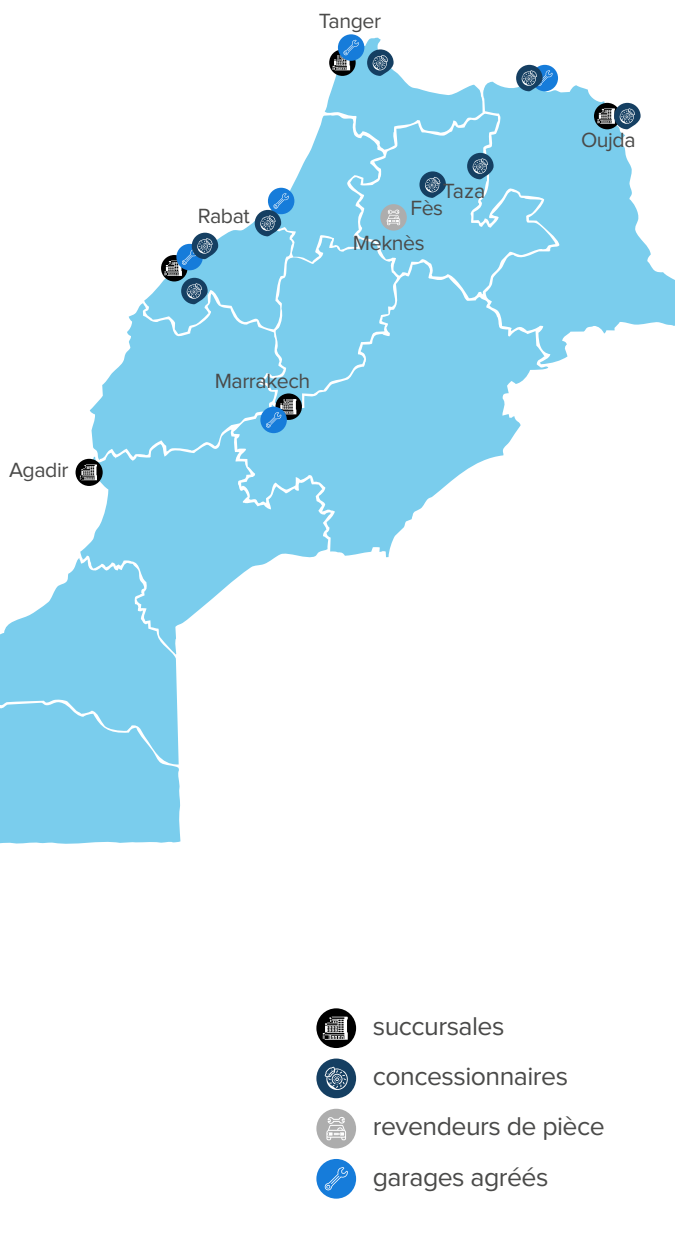 Tanger
Oujda
Taza
Fès
Rabat
Meknès
Marrakech
Agadir
succursales
concessionnaires
revendeurs de pièce
garages agréés